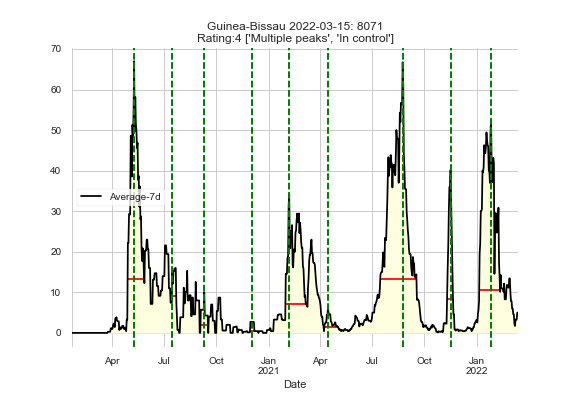 Guinea-Bissau 2022-03-15: 8071
Rating:4 ['Multiple peaks', 'In control']
70
60
50
40
30
20
10
0
Average-7d
Apr Jul Oct Jan Apr Jul Oct Jan
2021 2022
Date